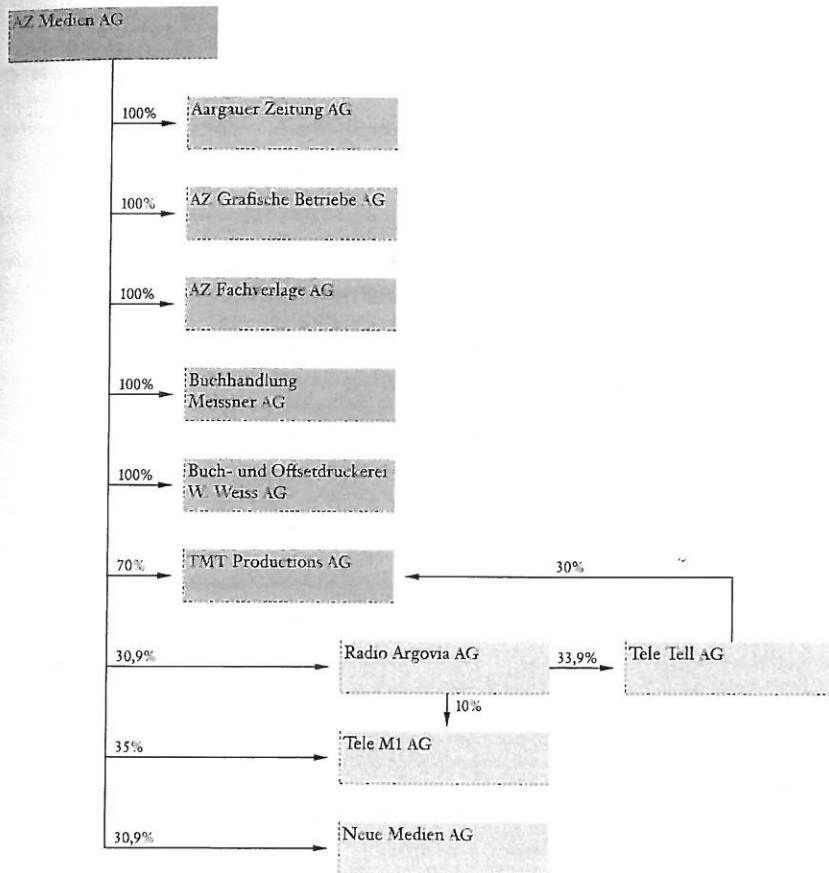 AZ Medien AG
100%
Aargauer Zeitung AG
100%
AZ Grafische Betriebe AG
100%
AZ Fachverlage AG
100%
Buchhandlung
Meissner AG
100%
Buch- und Offsetdruckerei
W. Weiss AG
70%
TMT Productions AG
30%
30,9%
Radio Argovia AG
33,9%
Tele Tell AG
10%
35%
Tele M1 AG
30,9%
Neue Medien AG